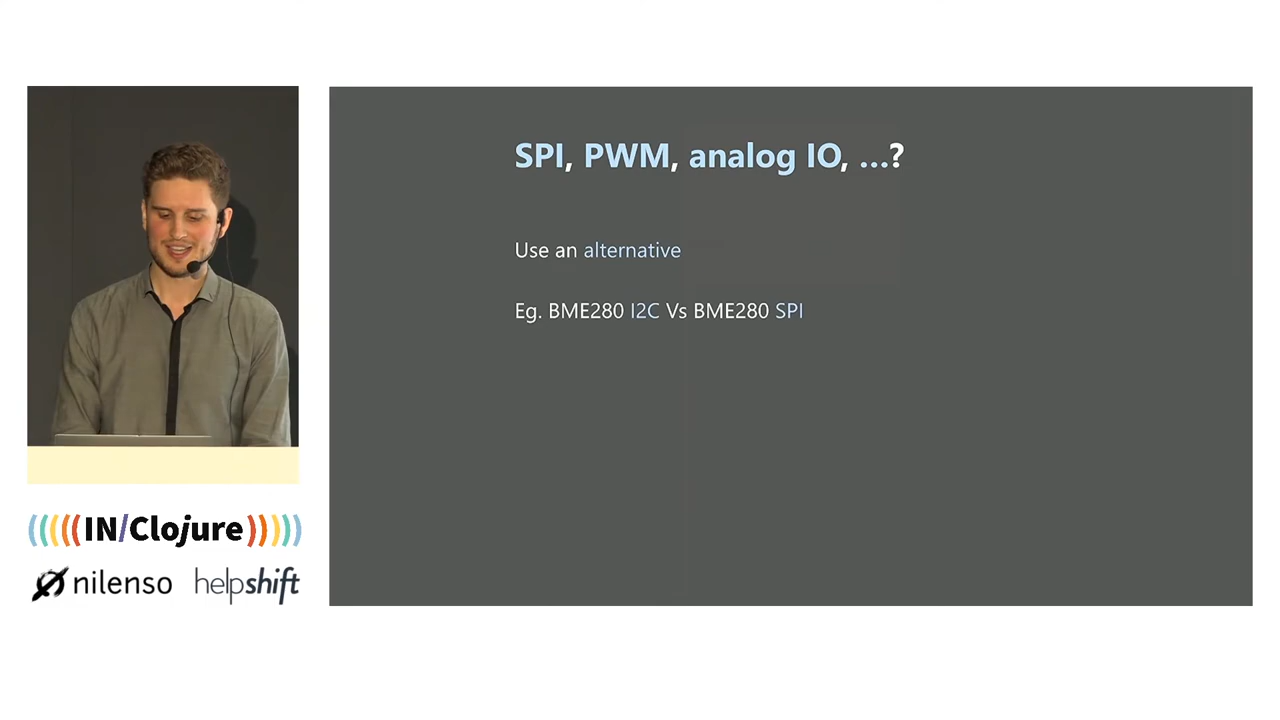 SPI, PWM, analog IO, ...?
Use an alternative
Eg. BME280 I2C Vs BME280 SPI
(((((IN/Clojure)))))
nilenso helpshift